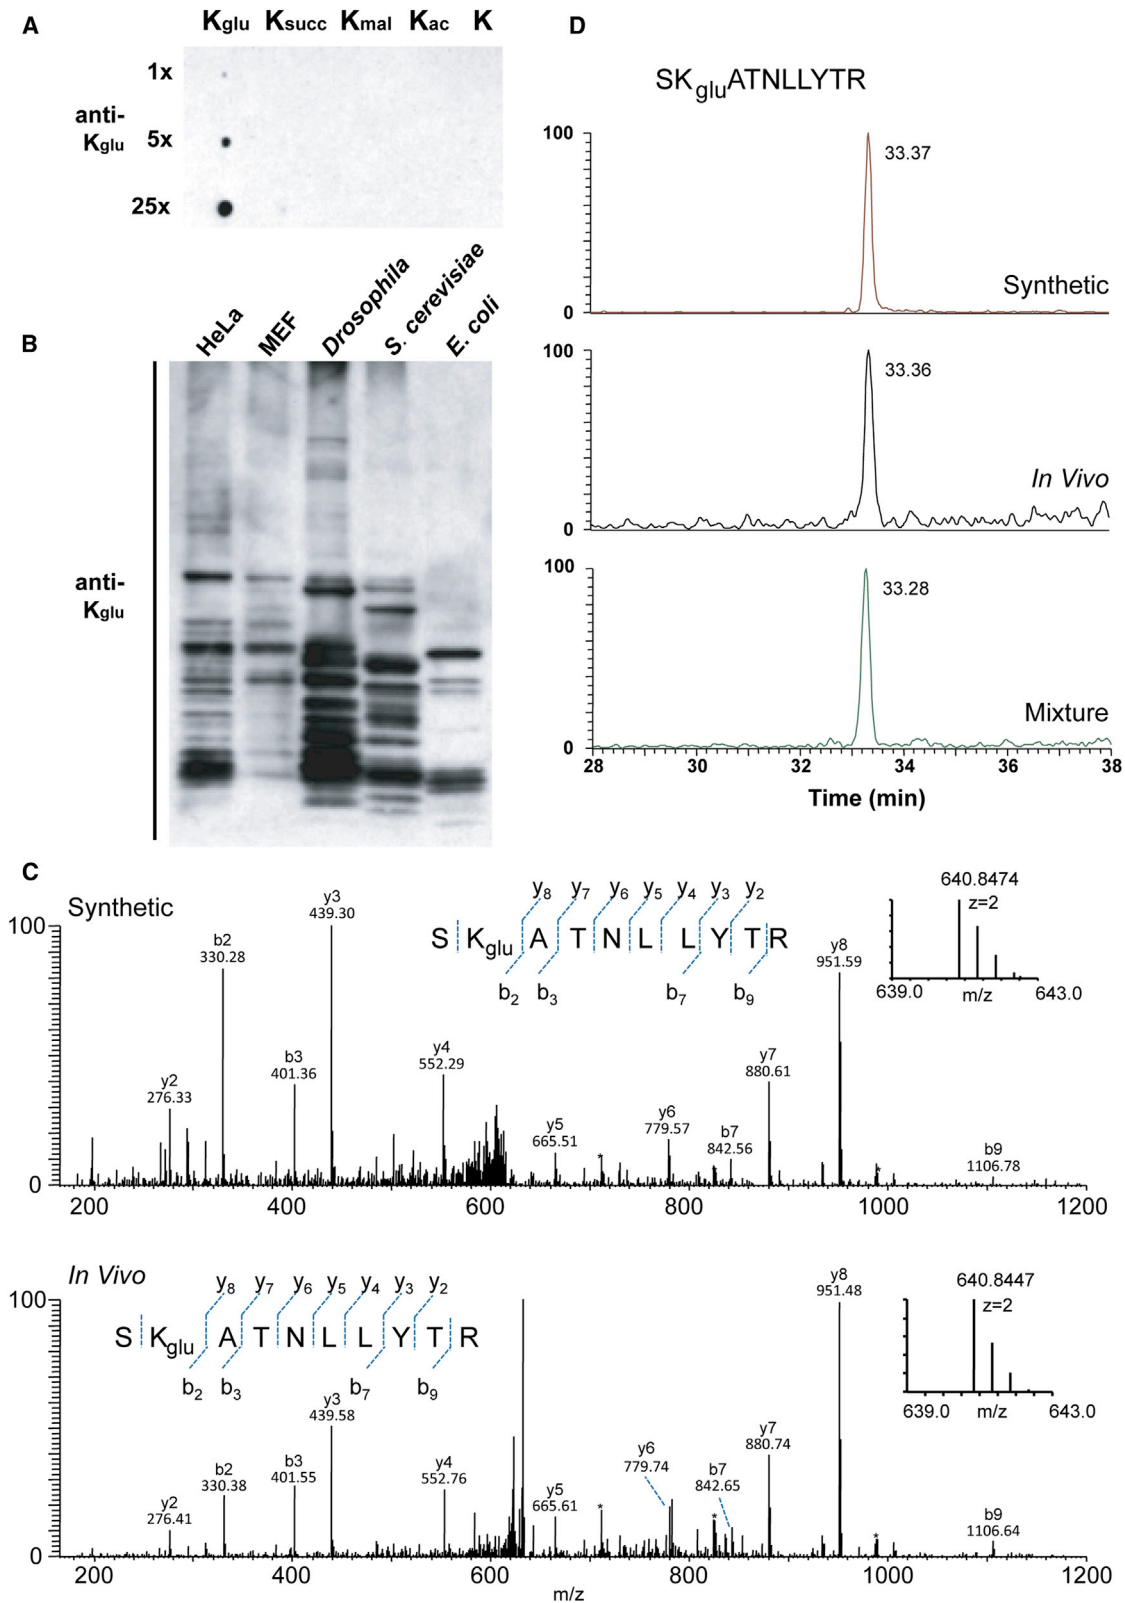 A
Kglu Ksucc Kmal Kac K
1x
anti-
Kglu
5x
25x
B
HeLa MEF Drosophila S. cerevisiae E. coli
anti-
Kglu
D
SKgluATNLLYTR
100
33.37
Synthetic
0
100
33.36
In Vivo
0
100
33.28
Mixture
0
28 30 32 34 36 38
Time (min)
C
Synthetic
100
0
y2
276.33
b2
330.28
b3
401.36
y3
439.30
y4
552.29
y5
665.51
*
y6
779.57
b7
842.56
y7
880.61
y8
951.59
*
b9
1106.78
y8 y7 y6 y5 y4 y3 y2
S Kglu A T N L L Y T R
b2 b3 b7 b9
640.8474
z=2
639.0 m/z 643.0
200 400 600 800 1000 1200
In Vivo
100
0
y8 y7 y6 y5 y4 y3 y2
S Kglu A T N L L Y T R
b2 b3 b7 b9
y2
276.41
b2
330.38
b3
401.55
y3
439.58
y4
552.76
y5
665.61
*
y6
779.74
*
b7
842.65
y7
880.74
y8
951.48
*
b9
1106.64
640.8447
z=2
639.0 m/z 643.0
200 400 600 800 1000 1200
m/z